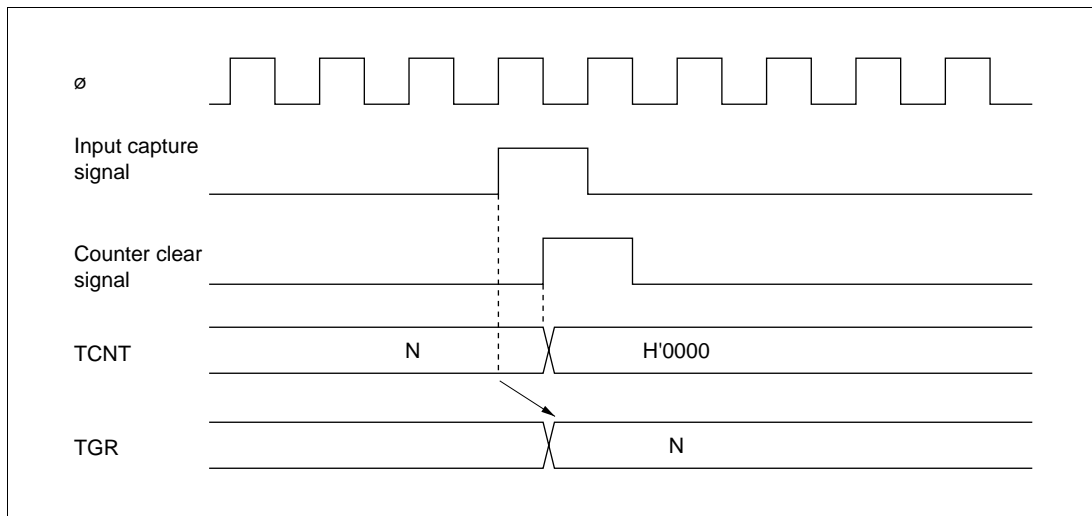 ø
Input capture
signal
Counter clear
signal
TCNT
N
H'0000
TGR
N